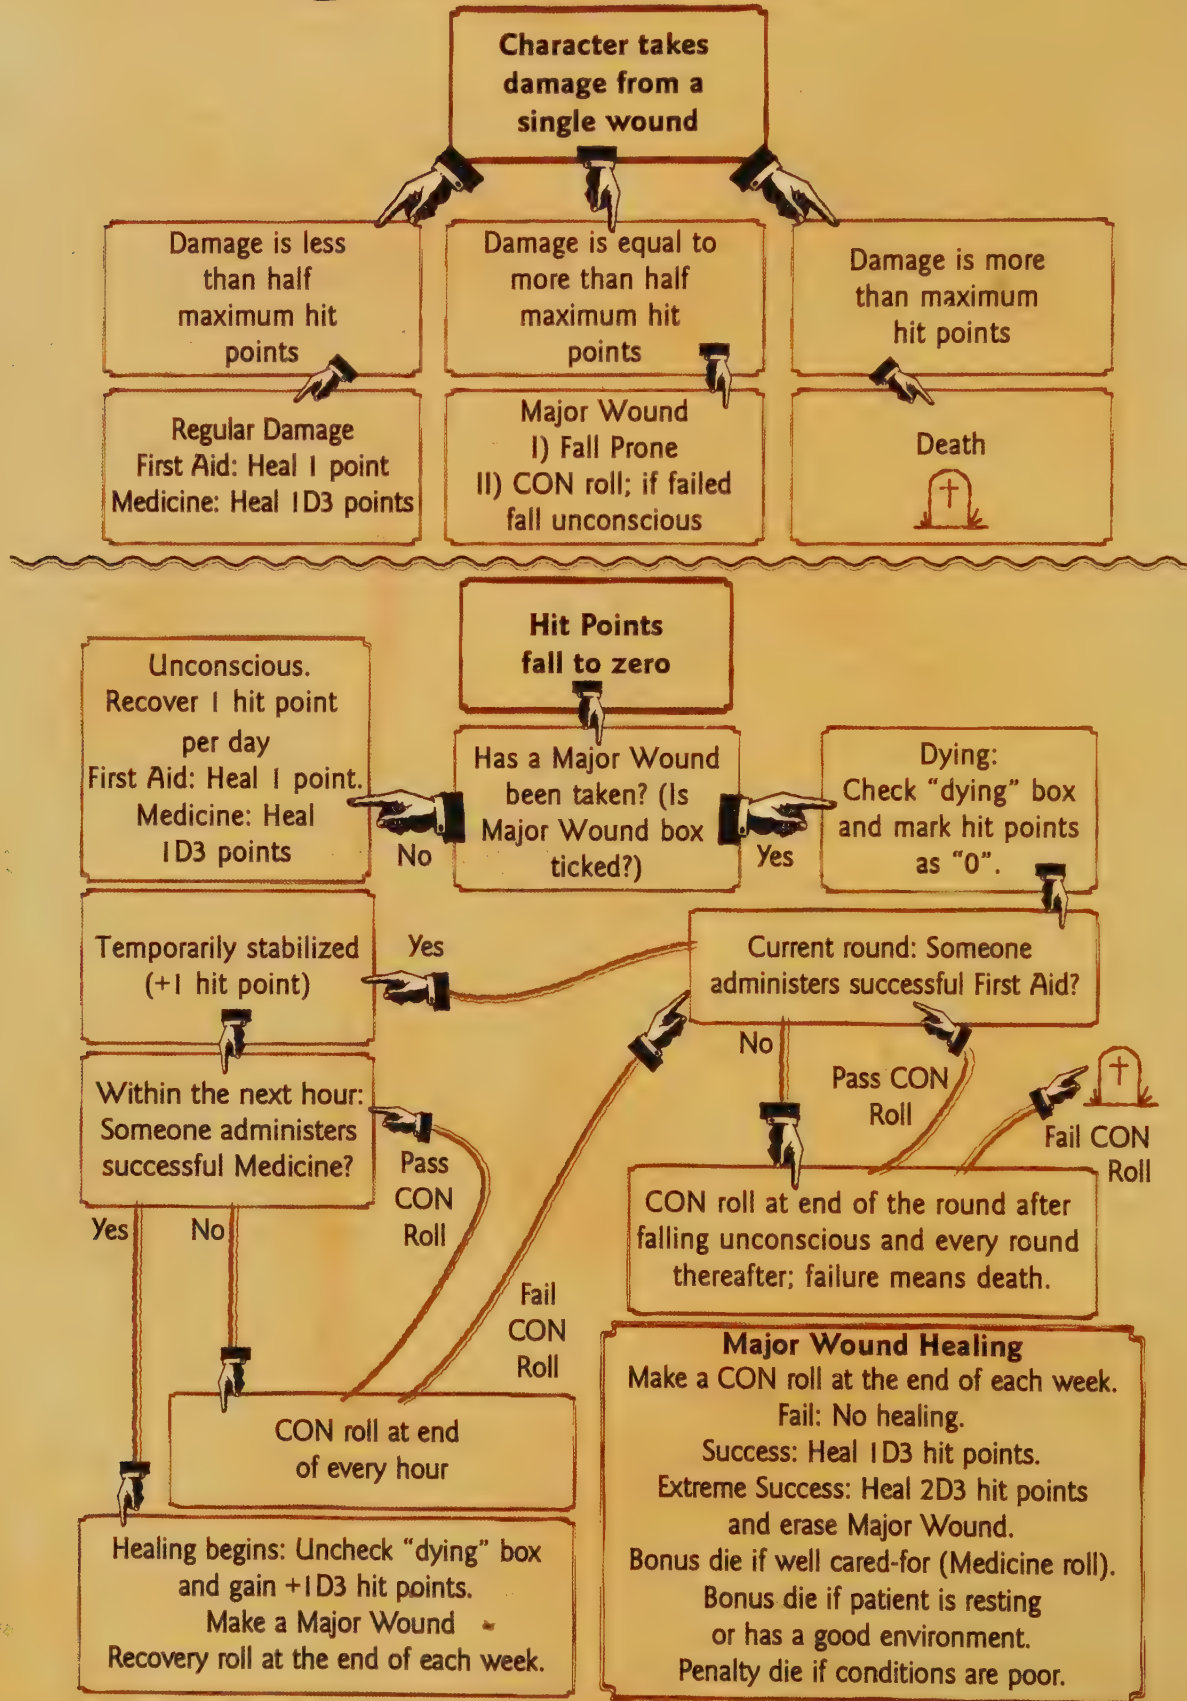 Character takes
damage from a
single wound
Damage is less
than half
maximum hit
points
Damage is equal to
more than half
maximum hit
points
Damage is more
than maximum
hit points
Regular Damage
First Aid: Heal 1 point
Medicine: Heal 1D3 points
Major Wound
I) Fall Prone
II) CON roll; if failed
fall unconscious
Death
Hit Points
fall to zero
Unconscious.
Recover 1 hit point
per day
First Aid: Heal 1 point.
Medicine: Heal
1D3 points
No
Has a Major Wound
been taken? (Is
Major Wound box
ticked?)
Yes
Dying:
Check “dying” box
and mark hit points
as “0”.
Temporarily stabilized
(+1 hit point)
Yes
Current round: Someone
administers successful First Aid?
No
Pass CON
Roll
Fail CON
Roll
Within the next hour:
Someone administers
successful Medicine?
Pass
CON
Roll
Yes
No
CON roll at end of the round after
falling unconscious and every round
thereafter; failure means death.
Fail
CON
Roll
CON roll at end
of every hour
Healing begins: Uncheck “dying” box
and gain +1D3 hit points.
Make a Major Wound
Recovery roll at the end of each week.
Major Wound Healing
Make a CON roll at the end of each week.
Fail: No healing.
Success: Heal 1D3 hit points.
Extreme Success: Heal 2D3 hit points
and erase Major Wound.
Bonus die if well cared-for (Medicine roll).
Bonus die if patient is resting
or has a good environment.
Penalty die if conditions are poor.